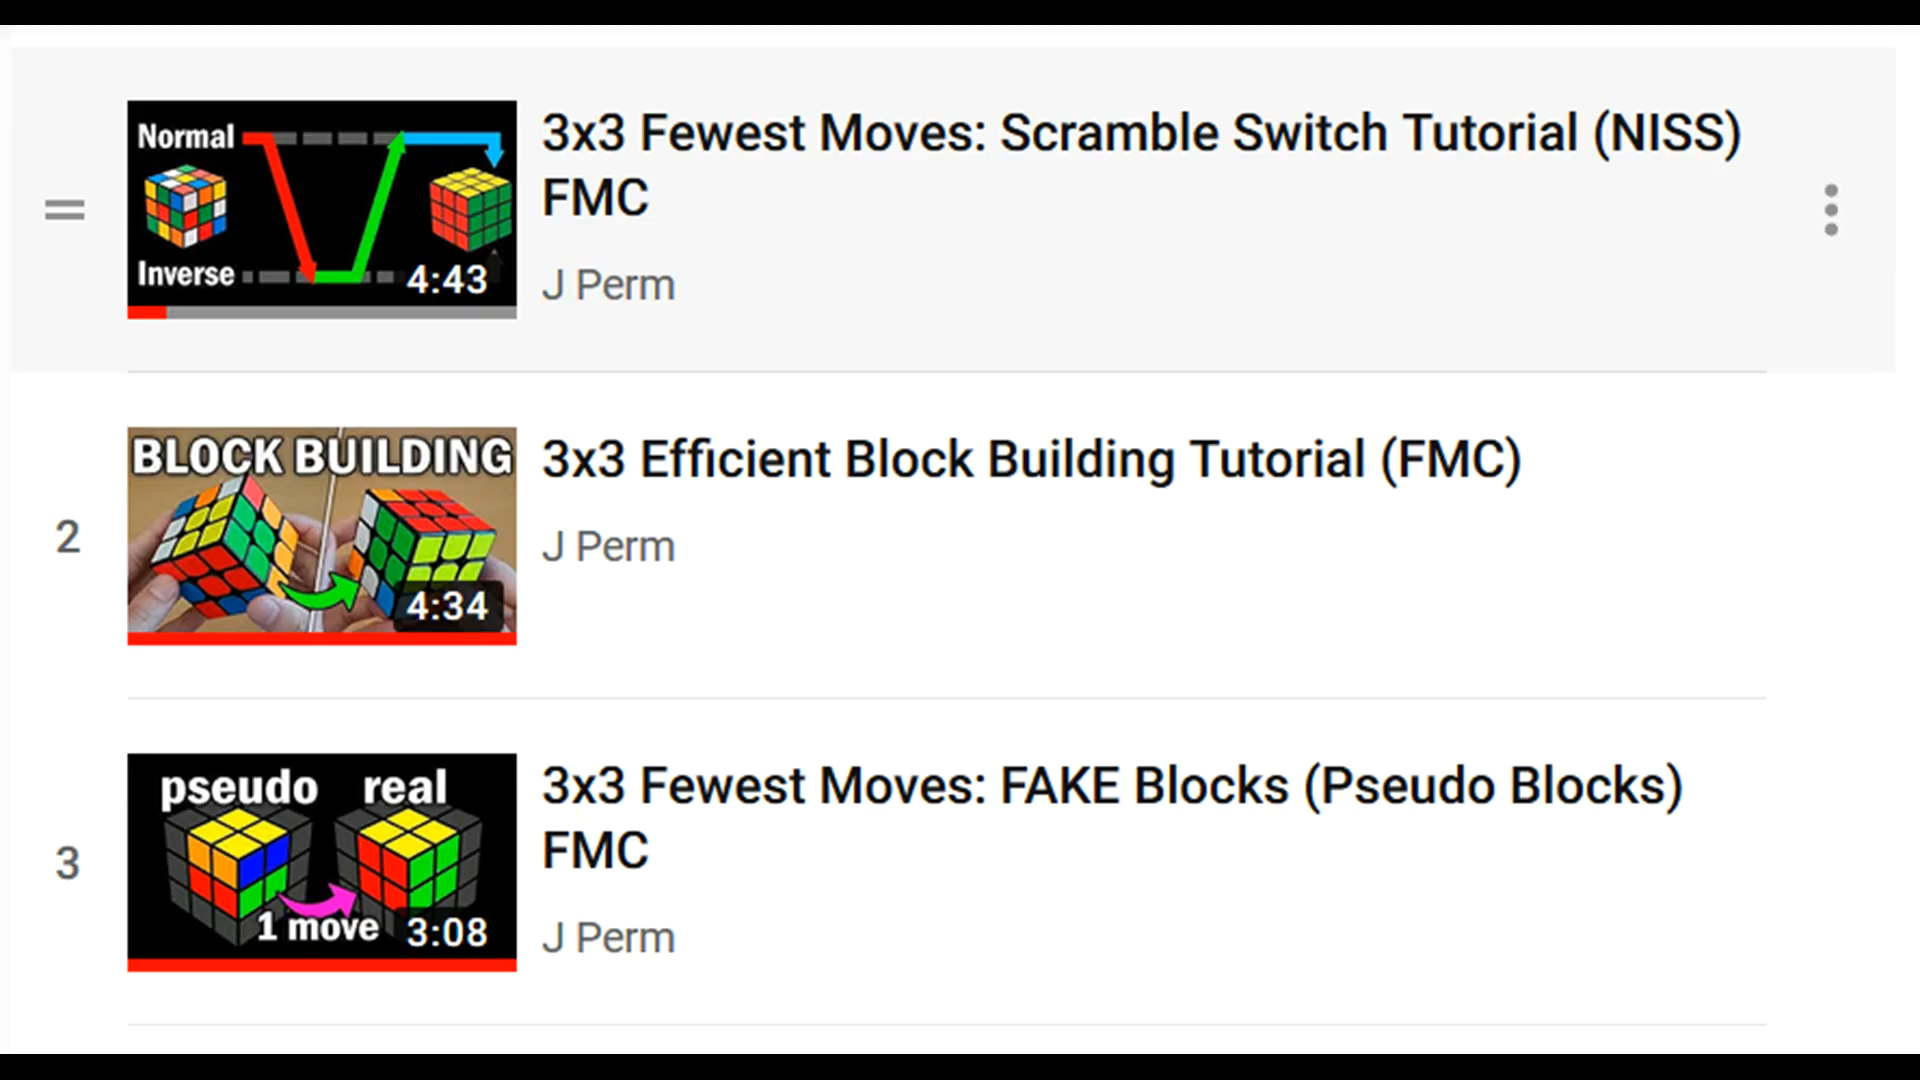 Normal
Inverse
4:43
3x3 Fewest Moves: Scramble Switch Tutorial (NISS)
FMC
J Perm
2
BLOCK BUILDING
4:34
3x3 Efficient Block Building Tutorial (FMC)
J Perm
3
pseudo real
1 move
3:08
3x3 Fewest Moves: FAKE Blocks (Pseudo Blocks)
FMC
J Perm